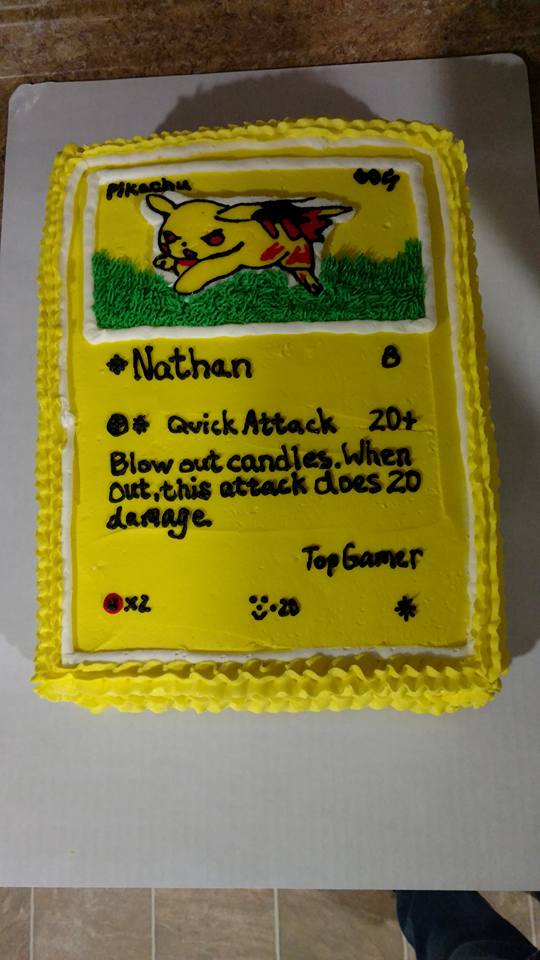 Pikachu
Nathan 8
Quick Attack 20+
Blow out candles. When
Out, this attack does 20
damage.
Top Gamer
x2 -20